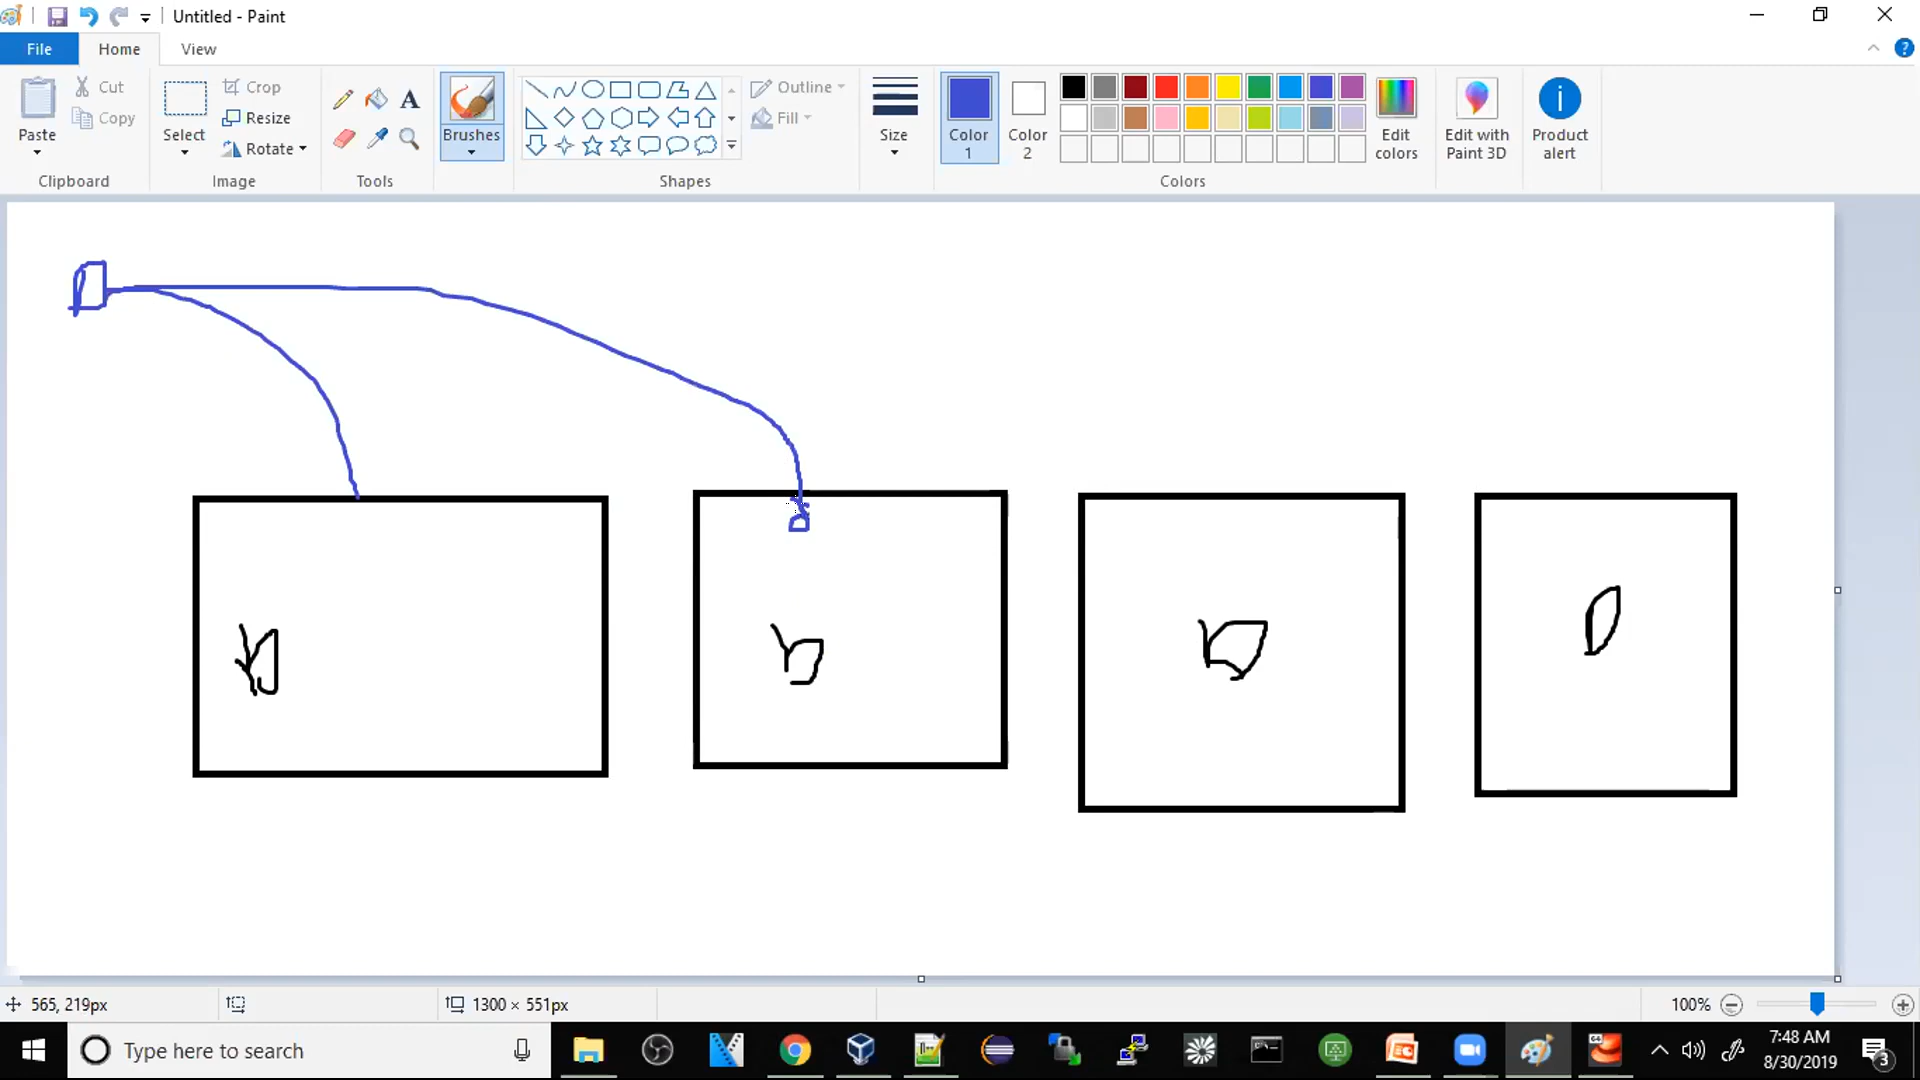 Untitled - Paint
File Home View
Paste
Cut
Copy
Clipboard
Select
Crop
Resize
Rotate
Image
A
Tools
Brushes
Shapes
Outline
Fill
Size
Color 1
Color 2
Edit colors
Colors
Edit with Paint 3D
Product alert
565, 219px
1300 × 551px
100%
Type here to search
7:48 AM
8/30/2019
3